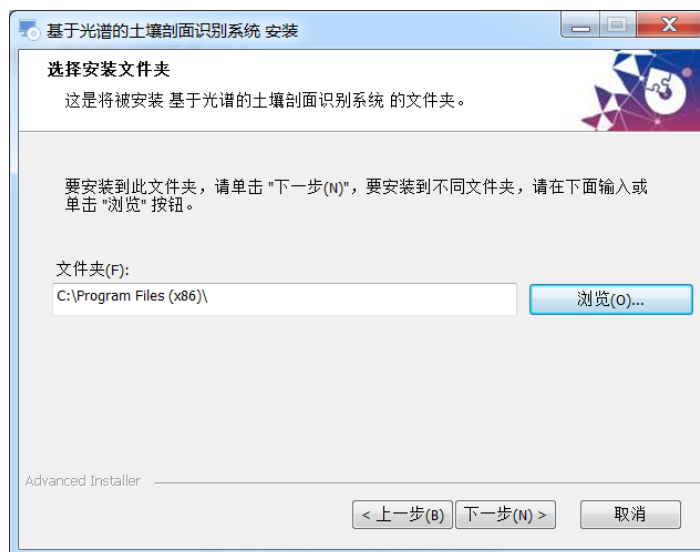 基于光谱的土壤剖面识别系统 安装
选择安装文件夹
这是将被安装 基于光谱的土壤剖面识别系统 的文件夹。
要安装到此文件夹，请单击 "下一步(N)"，要安装到不同文件夹，请在下面输入或
单击 "浏览" 按钮。
文件夹(F):
C:\Program Files (x86)\
浏览(O)...
Advanced Installer
< 上一步(B)
下一步(N) >
取消